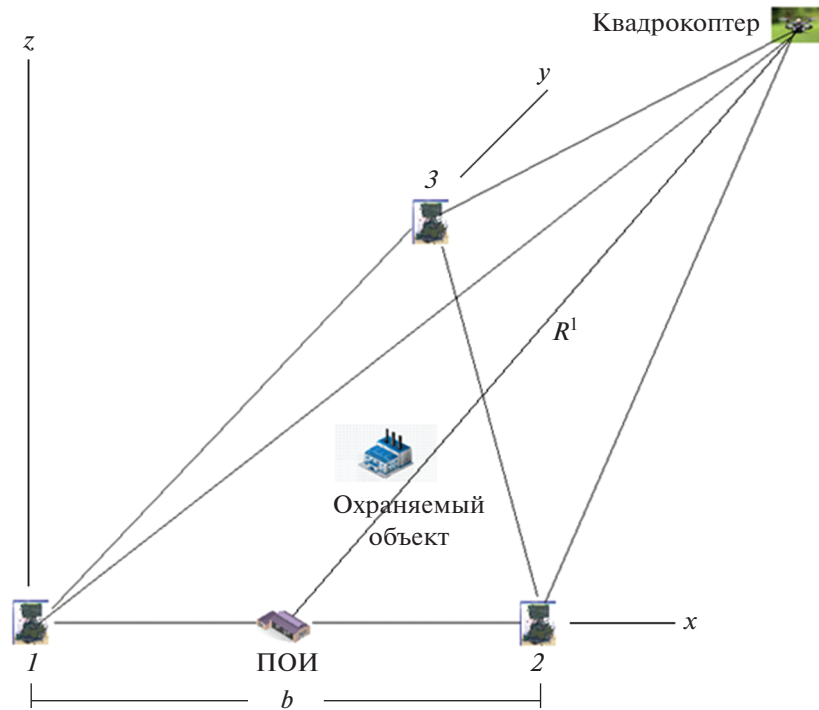 Квадрокоптер
z
y
3
R¹
Охраняемый
объект
x
1
ПОИ
2
b